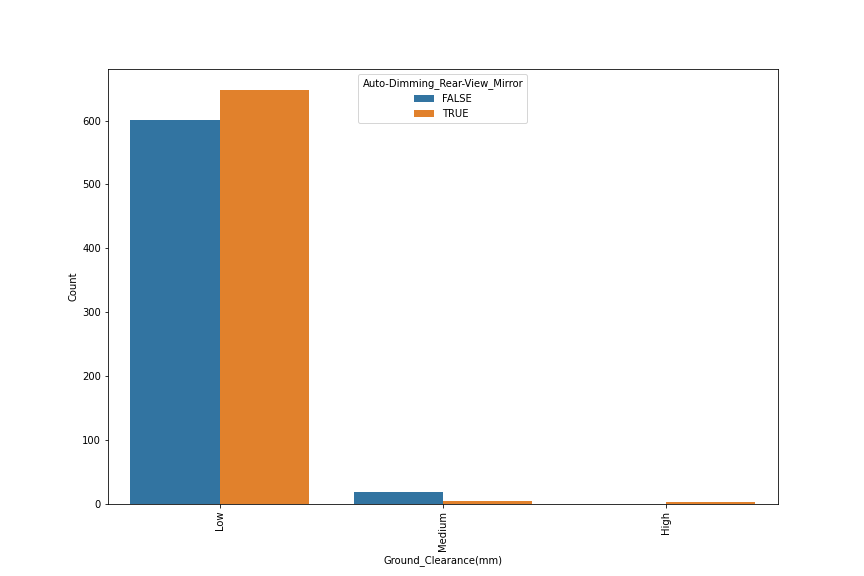 Auto-Dimming_Rear-View_Mirror
FALSE
TRUE
600
500
400
300
200
100
0
Count
Low
Medium
High
Ground_Clearance(mm)